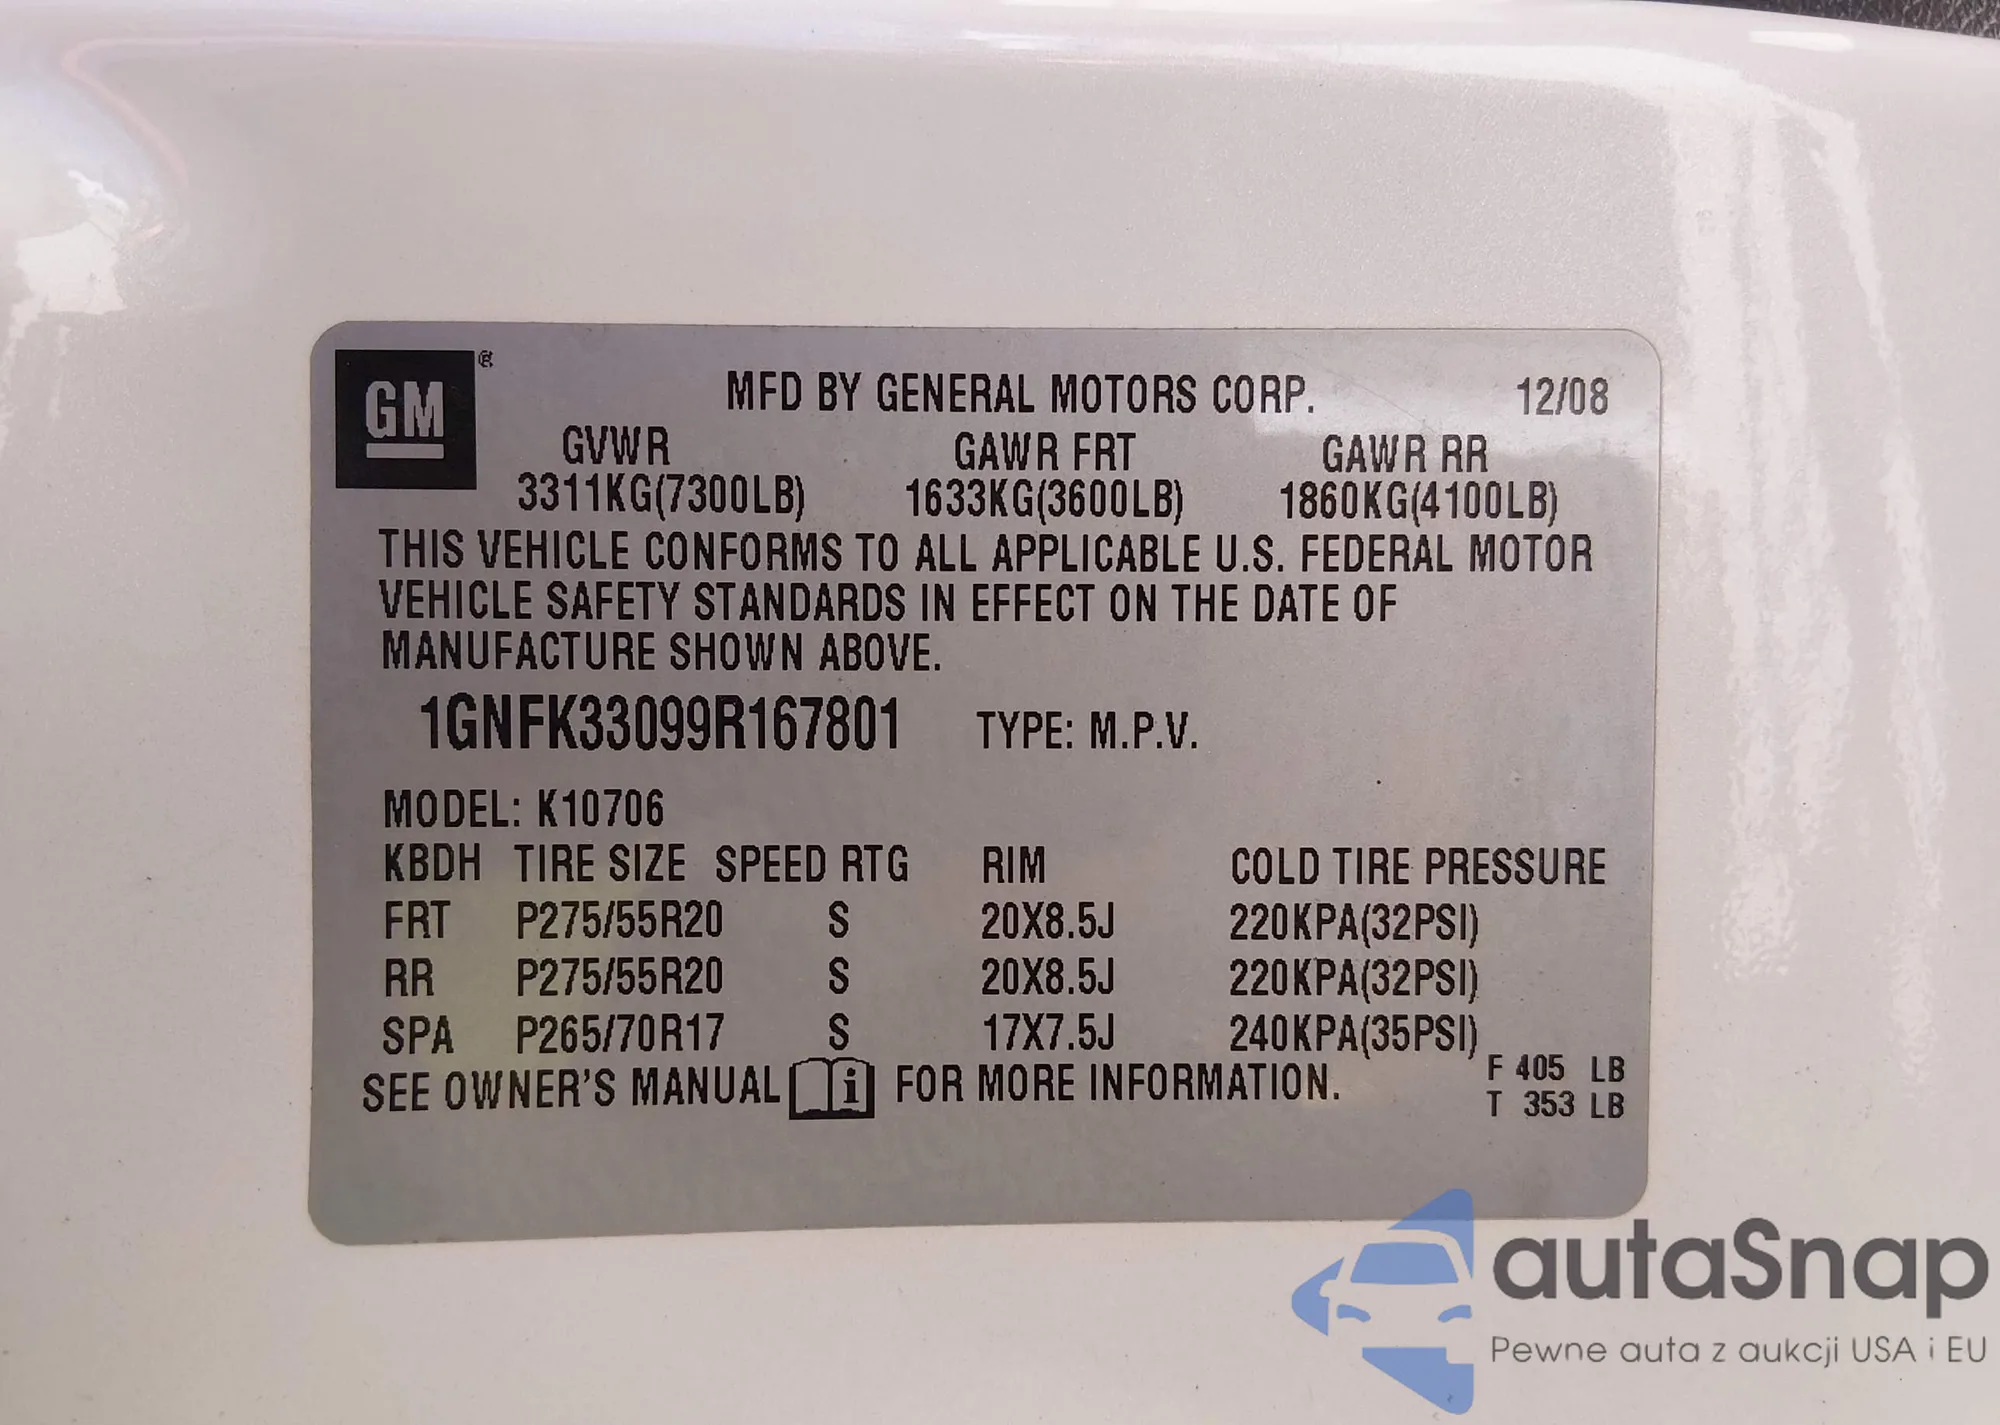 GM ®
MFD BY GENERAL MOTORS CORP. 12/08
GVWR GAWR FRT GAWR RR
3311KG(7300LB) 1633KG(3600LB) 1860KG(4100LB)
THIS VEHICLE CONFORMS TO ALL APPLICABLE U.S. FEDERAL MOTOR
VEHICLE SAFETY STANDARDS IN EFFECT ON THE DATE OF
MANUFACTURE SHOWN ABOVE.
1GNFK33099R167801 TYPE: M.P.V.
MODEL: K10706
KBDH TIRE SIZE SPEED RTG RIM COLD TIRE PRESSURE
FRT P275/55R20 S 20X8.5J 220KPA(32PSI)
RR P275/55R20 S 20X8.5J 220KPA(32PSI)
SPA P265/70R17 S 17X7.5J 240KPA(35PSI)
SEE OWNER'S MANUAL i FOR MORE INFORMATION.
F 405 LB
T 353 LB
autaSnap
Pewne auta z aukcji USA i EU